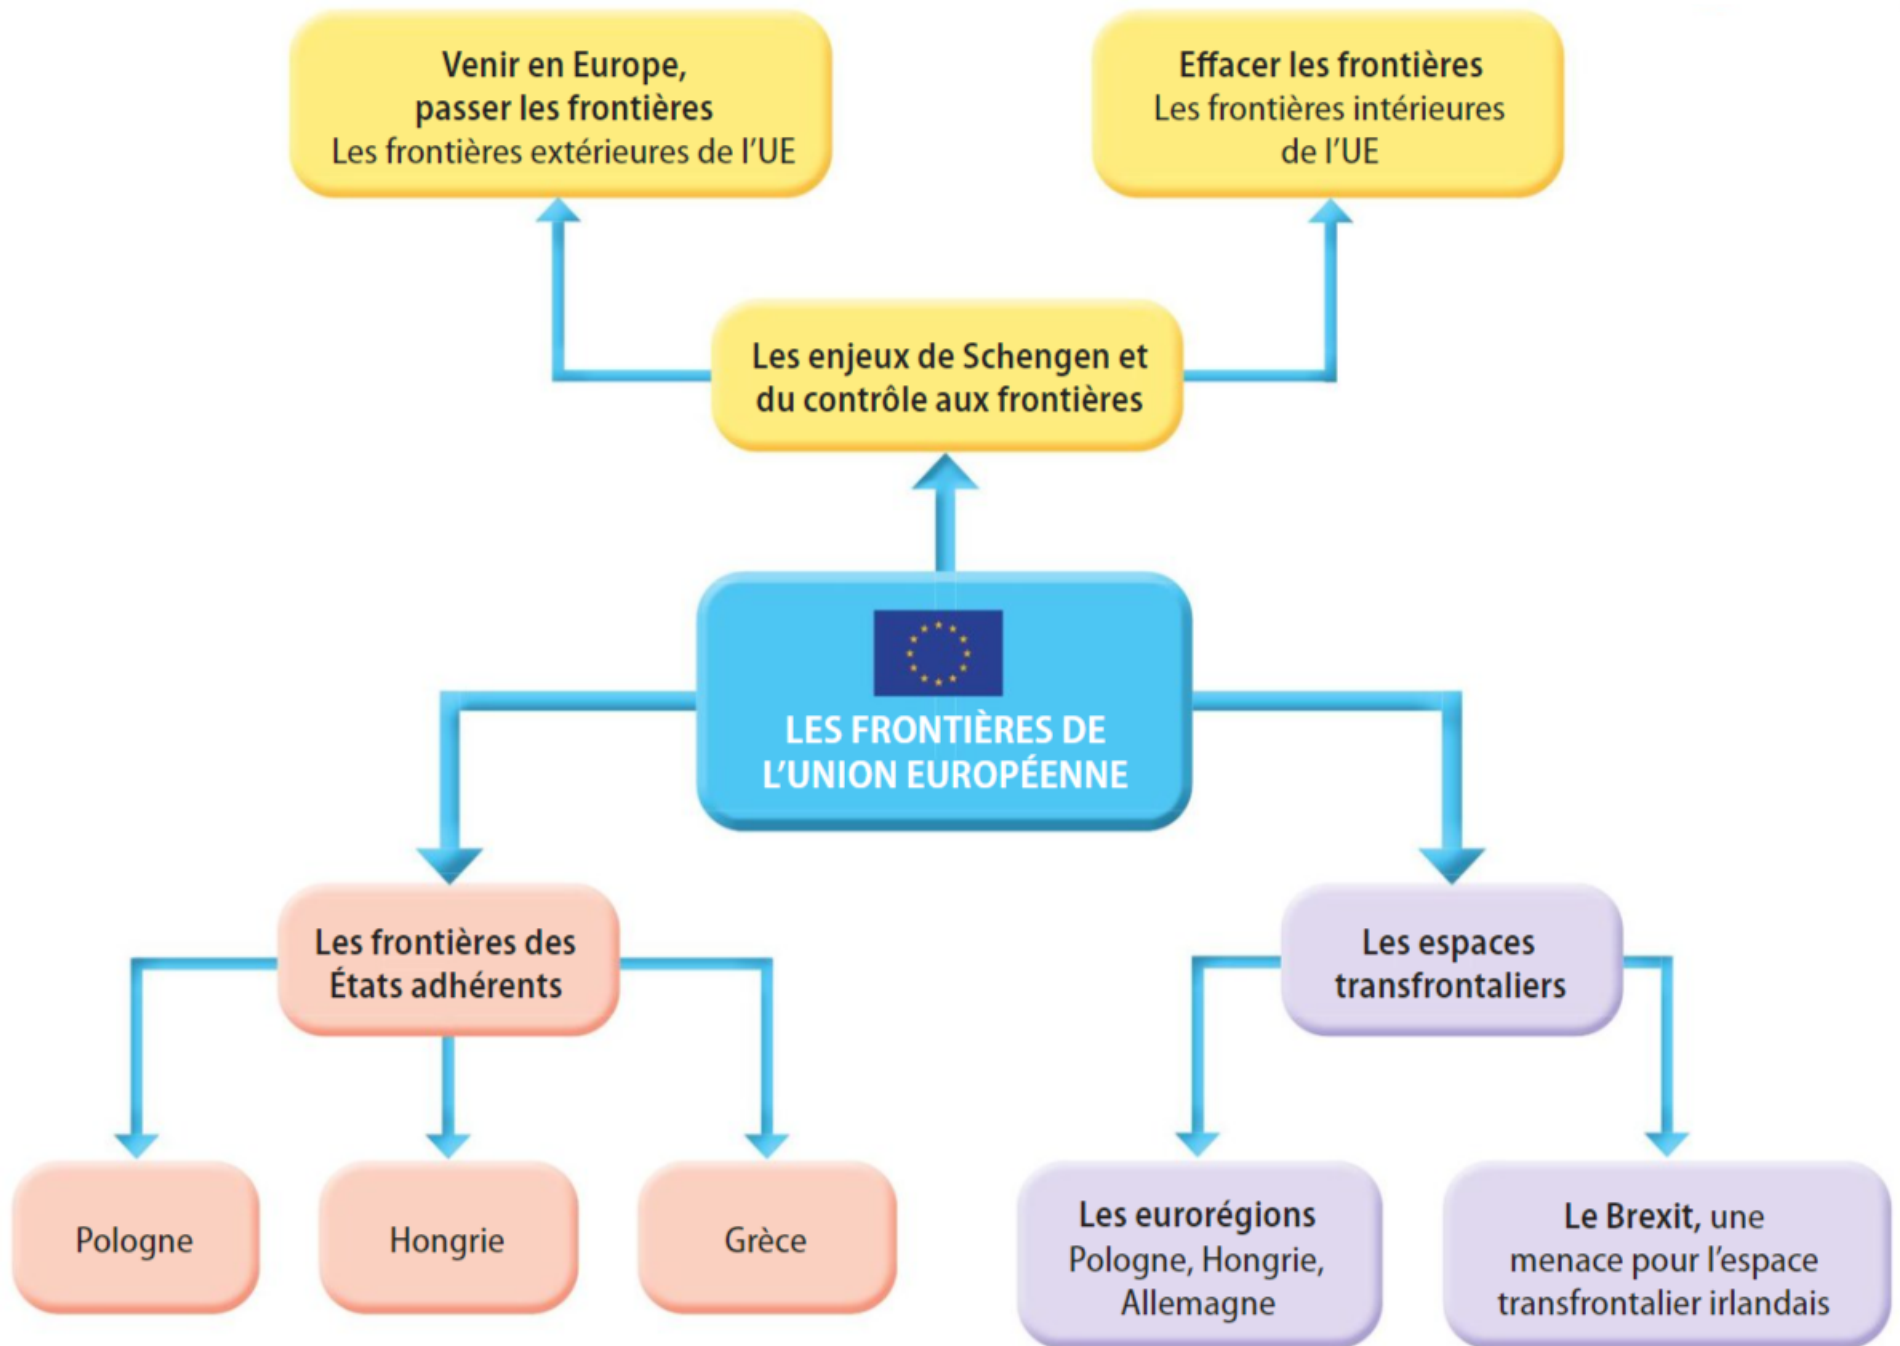 Venir en Europe,
passer les frontières
Les frontières extérieures de l'UE
Effacer les frontières
Les frontières intérieures
de l'UE
Les enjeux de Schengen et
du contrôle aux frontières
LES FRONTIÈRES DE
L'UNION EUROPÉENNE
Les frontières des
États adhérents
Les espaces
transfrontaliers
Pologne
Hongrie
Grèce
Les eurorégions
Pologne, Hongrie,
Allemagne
Le Brexit, une
menace pour l'espace
transfrontalier irlandais